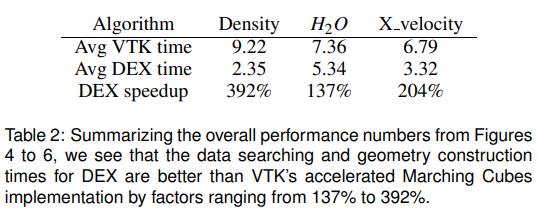 Algorithm Density H2O X_velocity
Avg VTK time 9.22 7.36 6.79
Avg DEX time 2.35 5.34 3.32
DEX speedup 392% 137% 204%
Table 2: Summarizing the overall performance numbers from Figures
4 to 6, we see that the data searching and geometry construction
times for DEX are better than VTK's accelerated Marching Cubes
implementation by factors ranging from 137% to 392%.